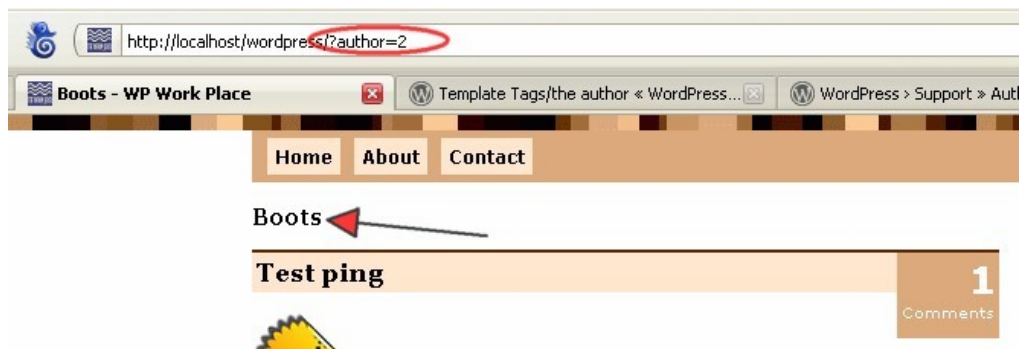 http://localhost/wordpress/?author=2
Boots - WP Work Place
Template Tags/the author « WordPress...
WordPress › Support » Auth
Home About Contact
Boots
Test ping
1
Comments